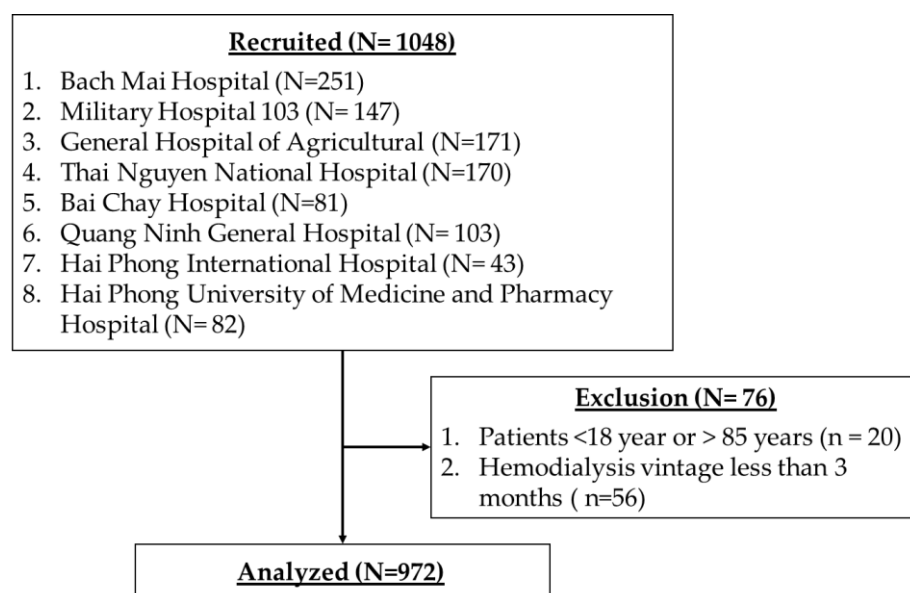 Recruited (N= 1048)
1. Bach Mai Hospital (N=251)
2. Military Hospital 103 (N= 147)
3. General Hospital of Agricultural (N=171)
4. Thai Nguyen National Hospital (N=170)
5. Bai Chay Hospital (N=81)
6. Quang Ninh General Hospital (N= 103)
7. Hai Phong International Hospital (N= 43)
8. Hai Phong University of Medicine and Pharmacy
Hospital (N= 82)
Exclusion (N= 76)
1. Patients <18 year or > 85 years (n = 20)
2. Hemodialysis vintage less than 3
months ( n=56)
Analyzed (N=972)